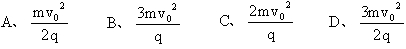 A、 mv₀²/2q B、 3mv₀²/q C、 2mv₀²/q D、 3mv₀²/2q